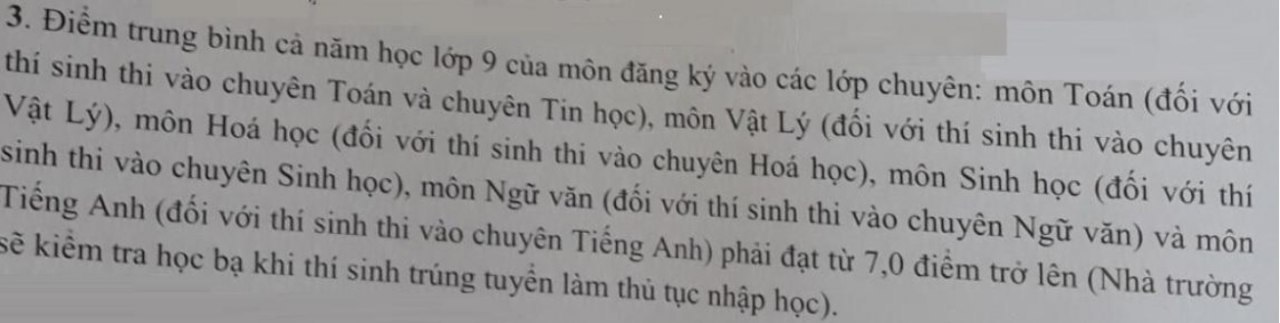 3. Điểm trung bình cả năm học lớp 9 của môn đăng ký vào các lớp chuyên: môn Toán (đối với
thí sinh thi vào chuyên Toán và chuyên Tin học), môn Vật Lý (đối với thí sinh thi vào chuyên
Vật Lý), môn Hoá học (đối với thí sinh thi vào chuyên Hoá học), môn Sinh học (đối với thí
sinh thi vào chuyên Sinh học), môn Ngữ văn (đối với thí sinh thi vào chuyên Ngữ văn) và môn
Tiếng Anh (đối với thí sinh thi vào chuyên Tiếng Anh) phải đạt từ 7,0 điểm trở lên (Nhà trường
sẽ kiểm tra học bạ khi thí sinh trúng tuyển làm thủ tục nhập học).